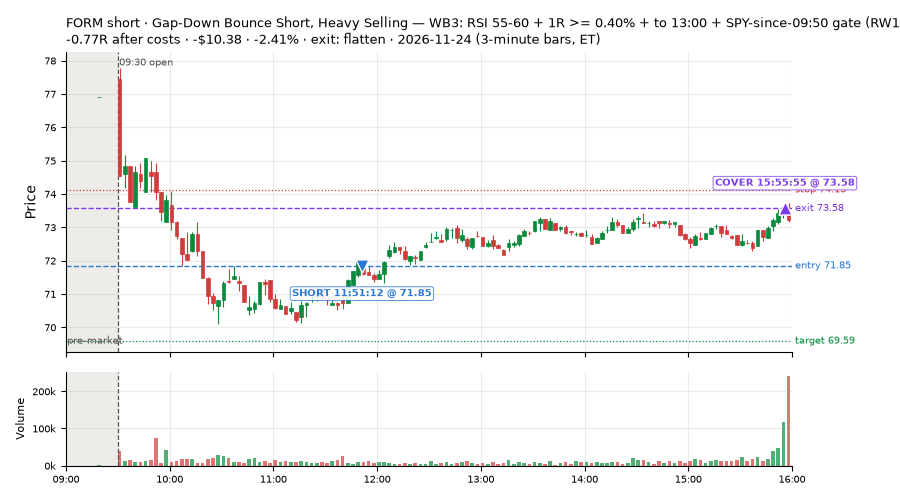 FORM short · Gap-Down Bounce Short, Heavy Selling — WB3: RSI 55-60 + 1R >= 0.40% + to 13:00 + SPY-since-09:50 gate (RW1
-0.77R after costs · -$10.38 · -2.41% · exit: flatten · 2026-11-24 (3-minute bars, ET)
78
09:30 open
77
76
75
COVER 15:55:55 @ 73.58
74
exit 73.58
73
72
entry 71.85
SHORT 11:51:12 @ 71.85
71
70
pre-market
target 69.59
Price
200k
100k
0k
Volume
09:00
10:00
11:00
12:00
13:00
14:00
15:00
16:00